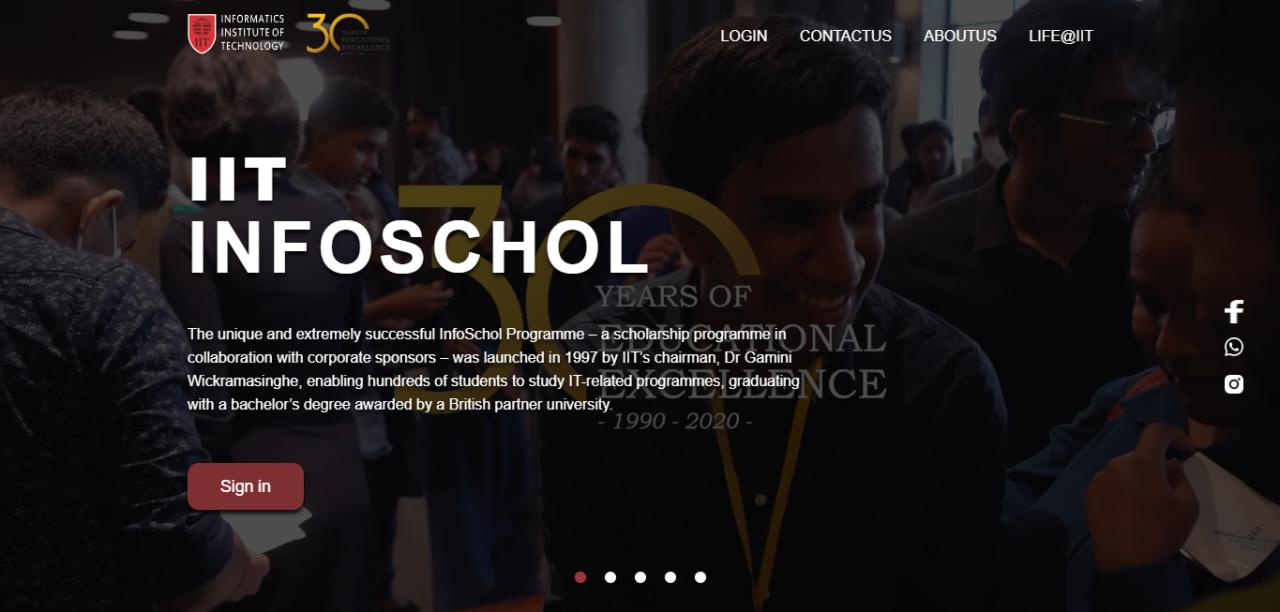 INFORMATICS
INSTITUTE OF
TECHNOLOGY
IIT
30
YEARS OF
EDUCATIONAL
EXCELLENCE
LOGIN
CONTACTUS
ABOUTUS
LIFE@IIT
IIT
INFOSCHOL
30
YEARS OF
EDUCATIONAL
EXCELLENCE
- 1990 - 2020 -
The unique and extremely successful InfoSchol Programme – a scholarship programme in
collaboration with corporate sponsors – was launched in 1997 by IIT's chairman, Dr Gamini
Wickramasinghe, enabling hundreds of students to study IT-related programmes, graduating
with a bachelor's degree awarded by a British partner university.
Sign in